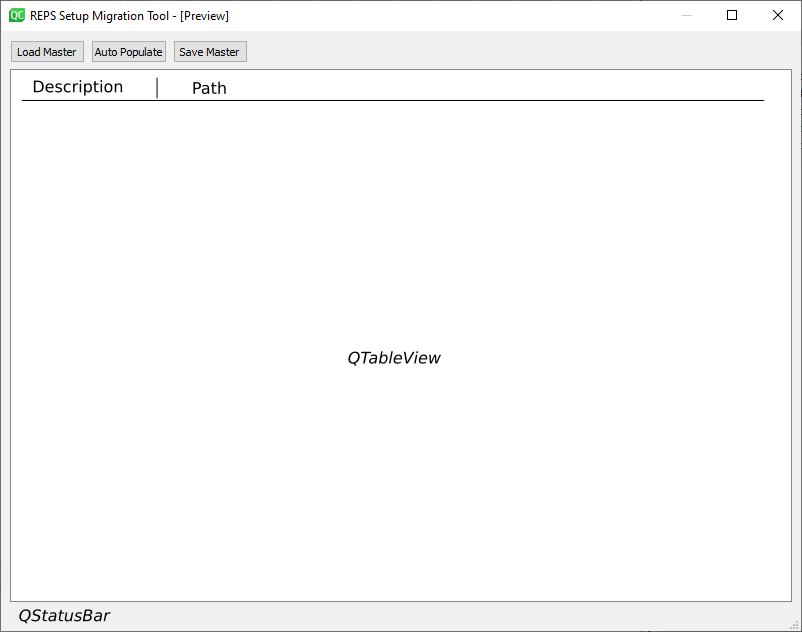 QC REPS Setup Migration Tool - [Preview]
Load Master Auto Populate Save Master
Description Path
QTableView
QStatusBar